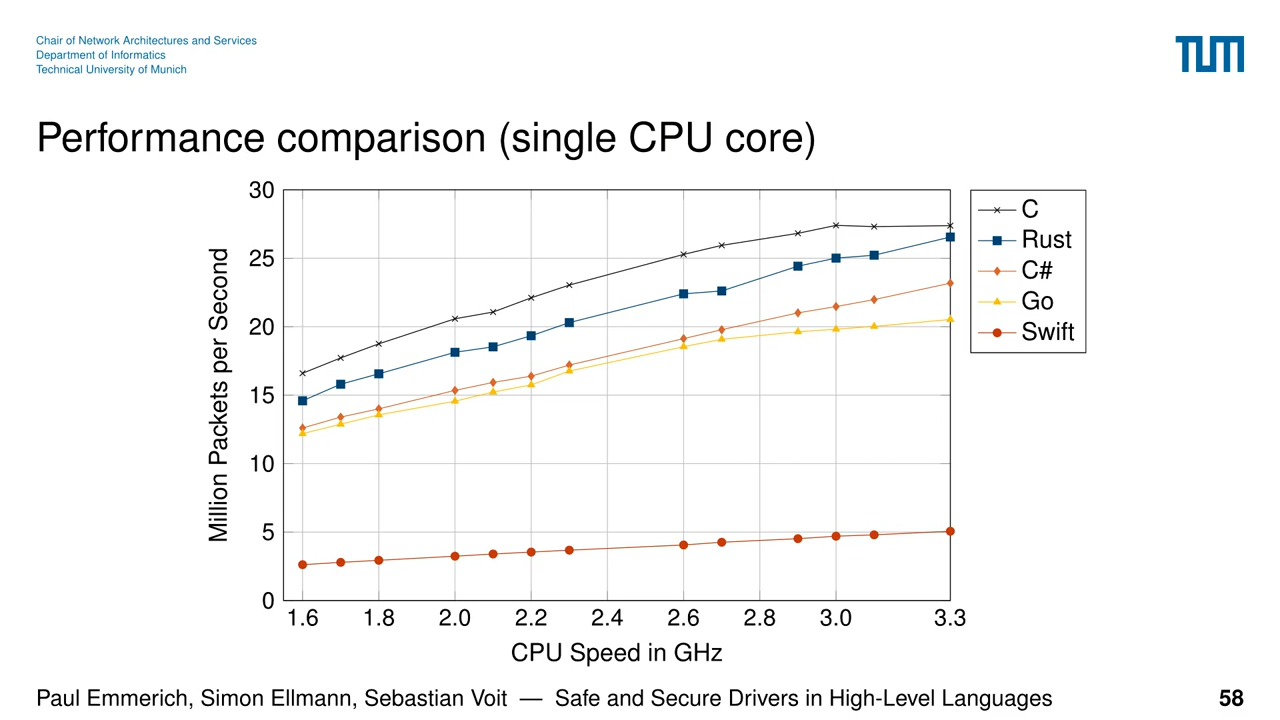 Chair of Network Architectures and Services
Department of Informatics
Technical University of Munich
TUM
Performance comparison (single CPU core)
30
25
20
15
10
5
0
Million Packets per Second
1.6 1.8 2.0 2.2 2.4 2.6 2.8 3.0 3.3
CPU Speed in GHz
C
Rust
C#
Go
Swift
Paul Emmerich, Simon Ellmann, Sebastian Voit — Safe and Secure Drivers in High-Level Languages 58